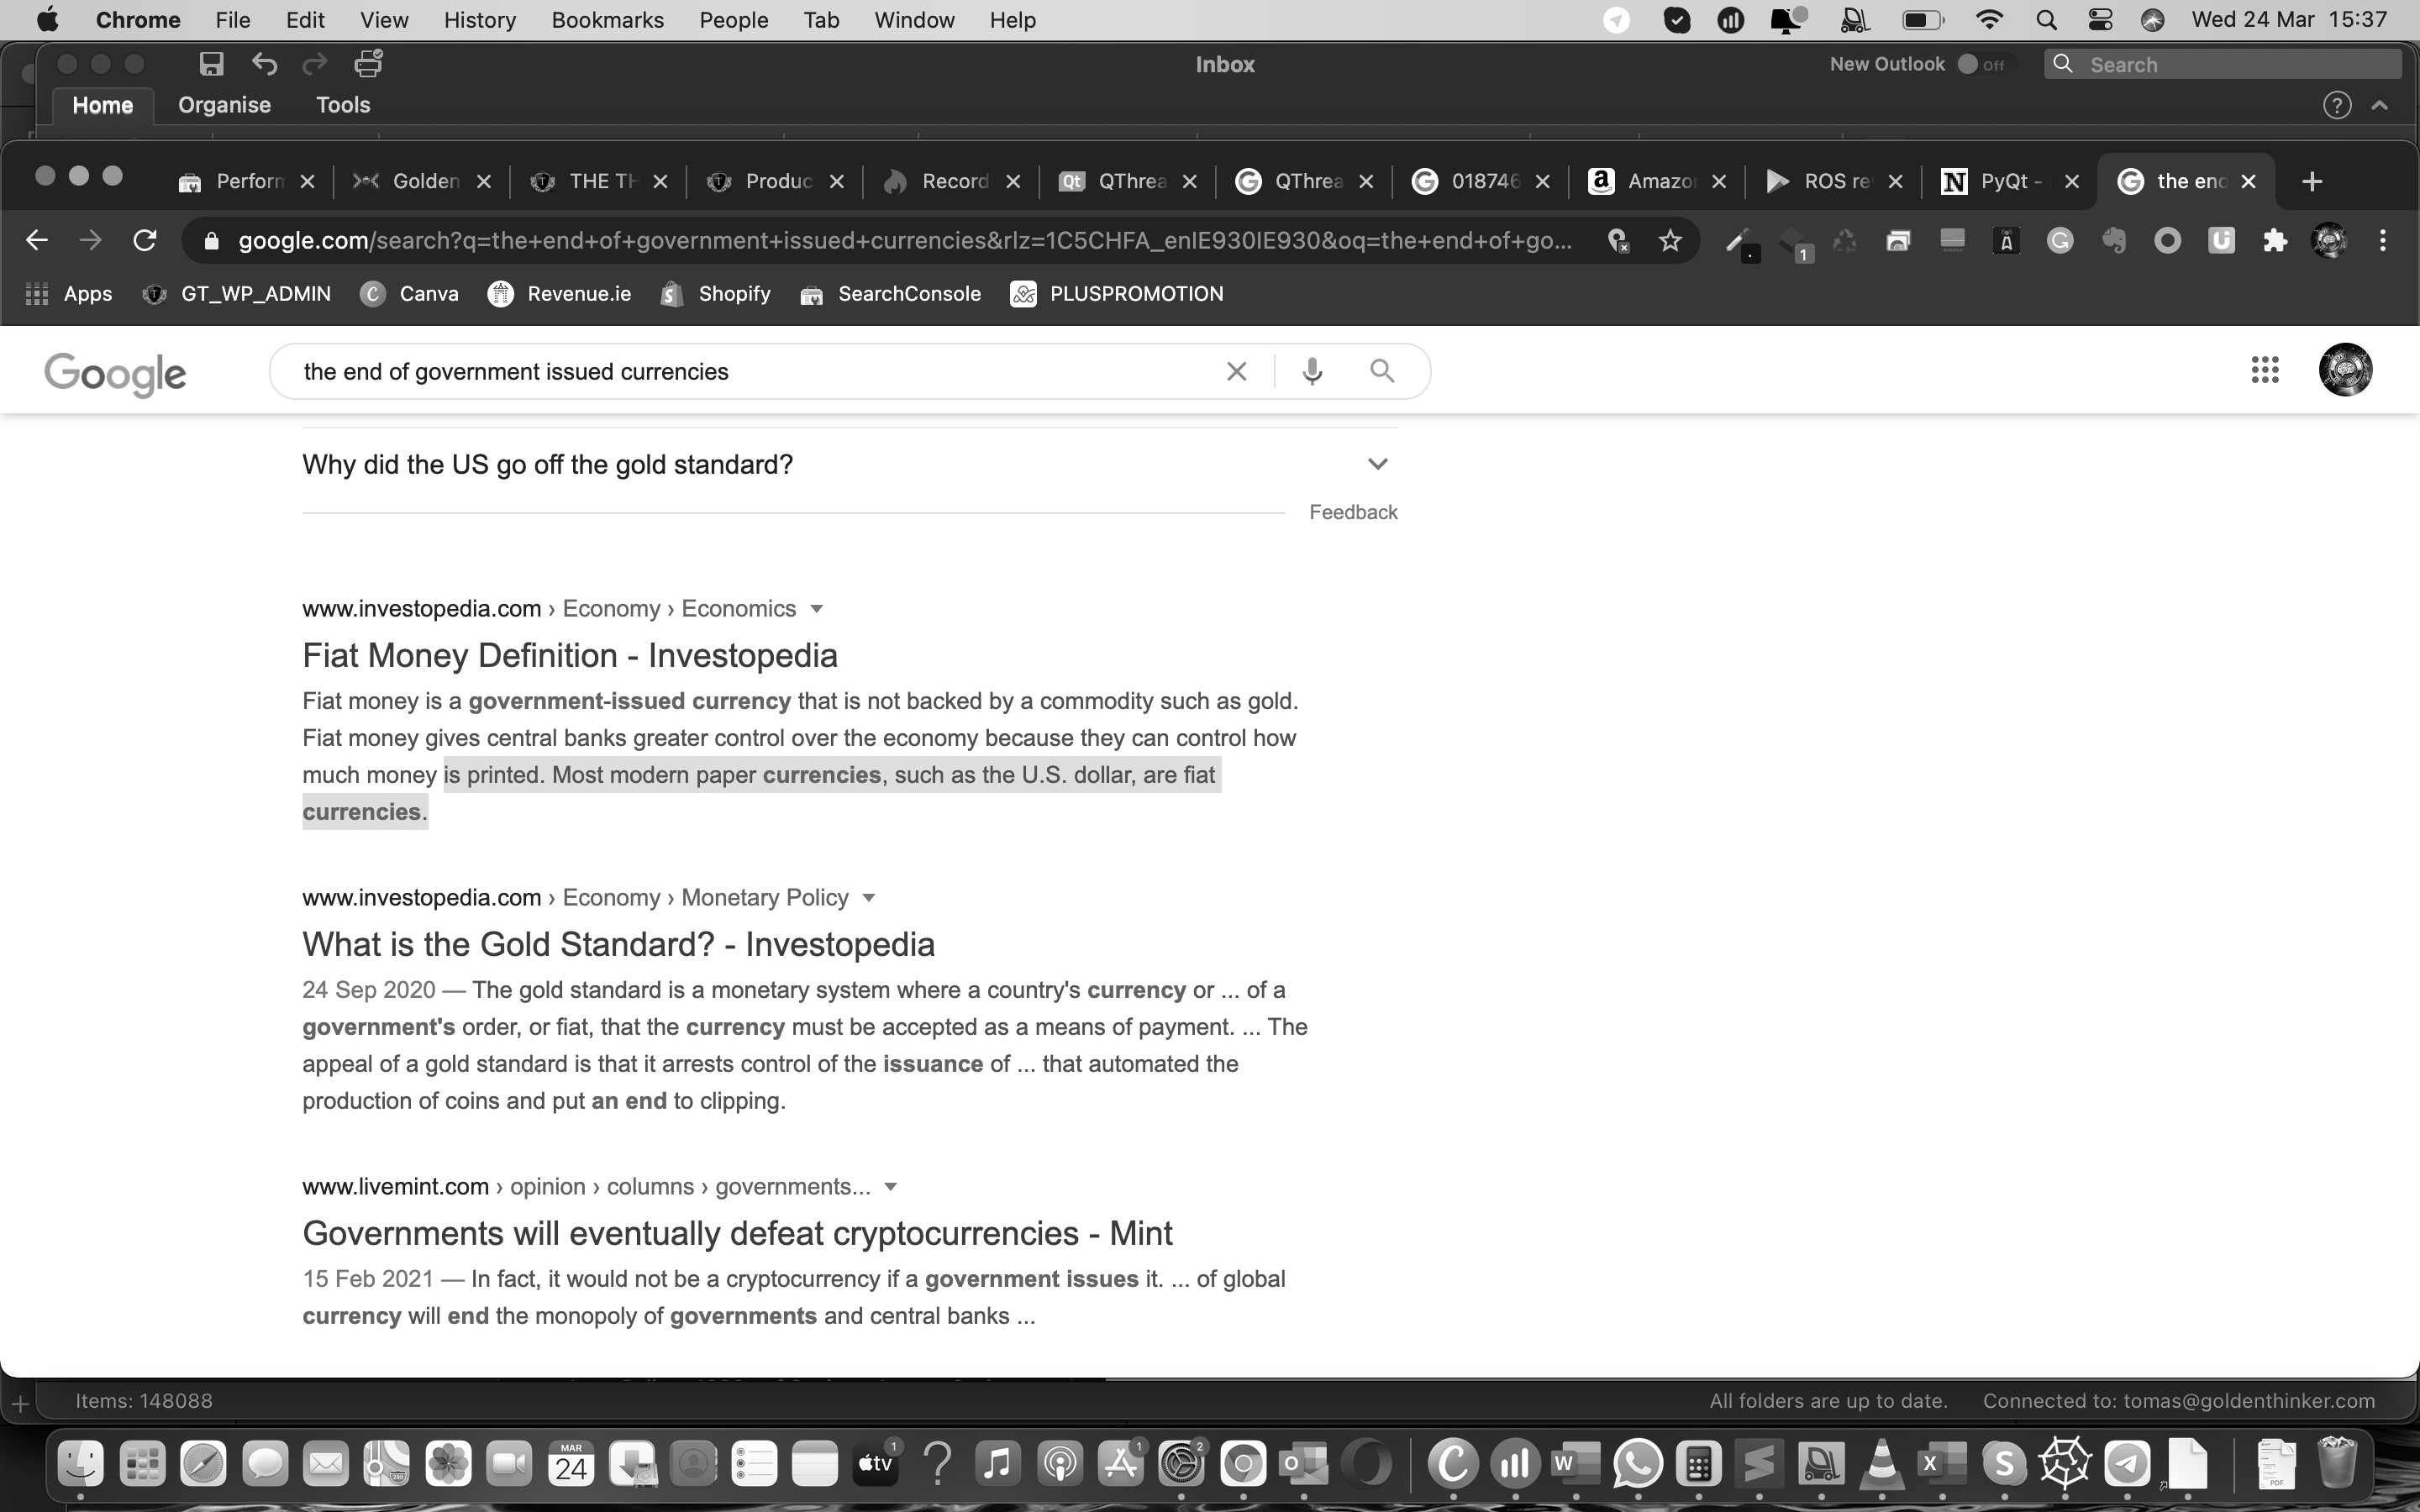 Chrome File Edit View History Bookmarks People Tab Window Help Wed 24 Mar 15:37
Inbox New Outlook Off Search
Home Organise Tools
Perform Golden THE TH Produc Record QThrea QThrea 018746 Amazo ROS re PyQt - the end
google.com/search?q=the+end+of+government+issued+currencies&rlz=1C5CHFA_enIE930IE930&oq=the+end+of+go...
1
Apps GT_WP_ADMIN Canva Revenue.ie Shopify SearchConsole PLUSPROMOTION
Google the end of government issued currencies
Why did the US go off the gold standard?
Feedback
www.investopedia.com › Economy › Economics
Fiat Money Definition - Investopedia
Fiat money is a government-issued currency that is not backed by a commodity such as gold.
Fiat money gives central banks greater control over the economy because they can control how
much money is printed. Most modern paper currencies, such as the U.S. dollar, are fiat
currencies.
www.investopedia.com › Economy › Monetary Policy
What is the Gold Standard? - Investopedia
24 Sep 2020 — The gold standard is a monetary system where a country's currency or ... of a
government's order, or fiat, that the currency must be accepted as a means of payment. ... The
appeal of a gold standard is that it arrests control of the issuance of ... that automated the
production of coins and put an end to clipping.
www.livemint.com › opinion › columns › governments...
Governments will eventually defeat cryptocurrencies - Mint
15 Feb 2021 — In fact, it would not be a cryptocurrency if a government issues it. ... of global
currency will end the monopoly of governments and central banks ...
Items: 148088 All folders are up to date. Connected to: tomas@goldenthinker.com
MAR
24 tv 1 1 2
PDF